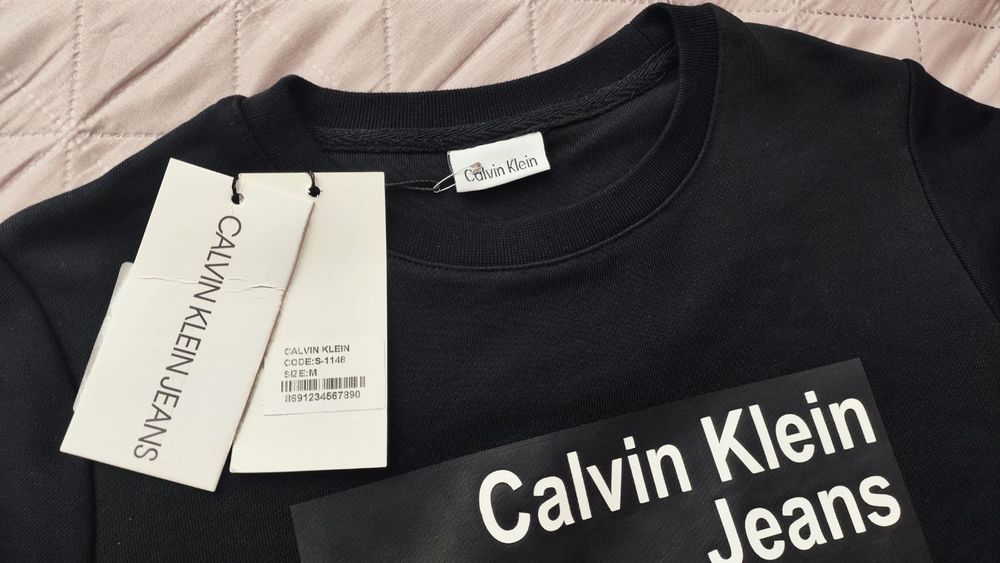 Calvin Klein
CALVIN KLEIN JEANS
CALVIN KLEIN
CODE:S-1148
SIZE:M
8691234567890
Calvin Klein
Jeans